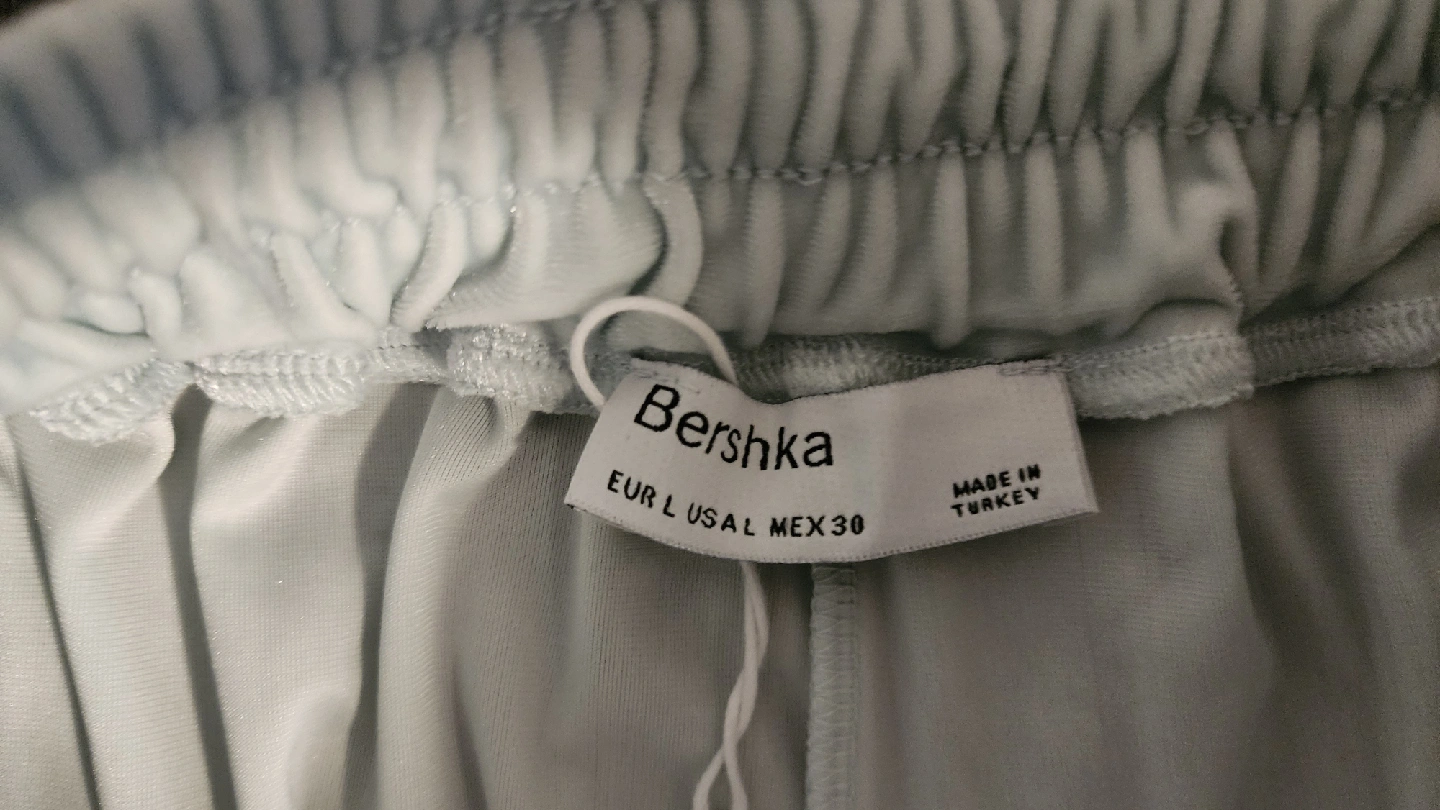 Bershka
EUR L USA L MEX 30
MADE IN
TURKEY